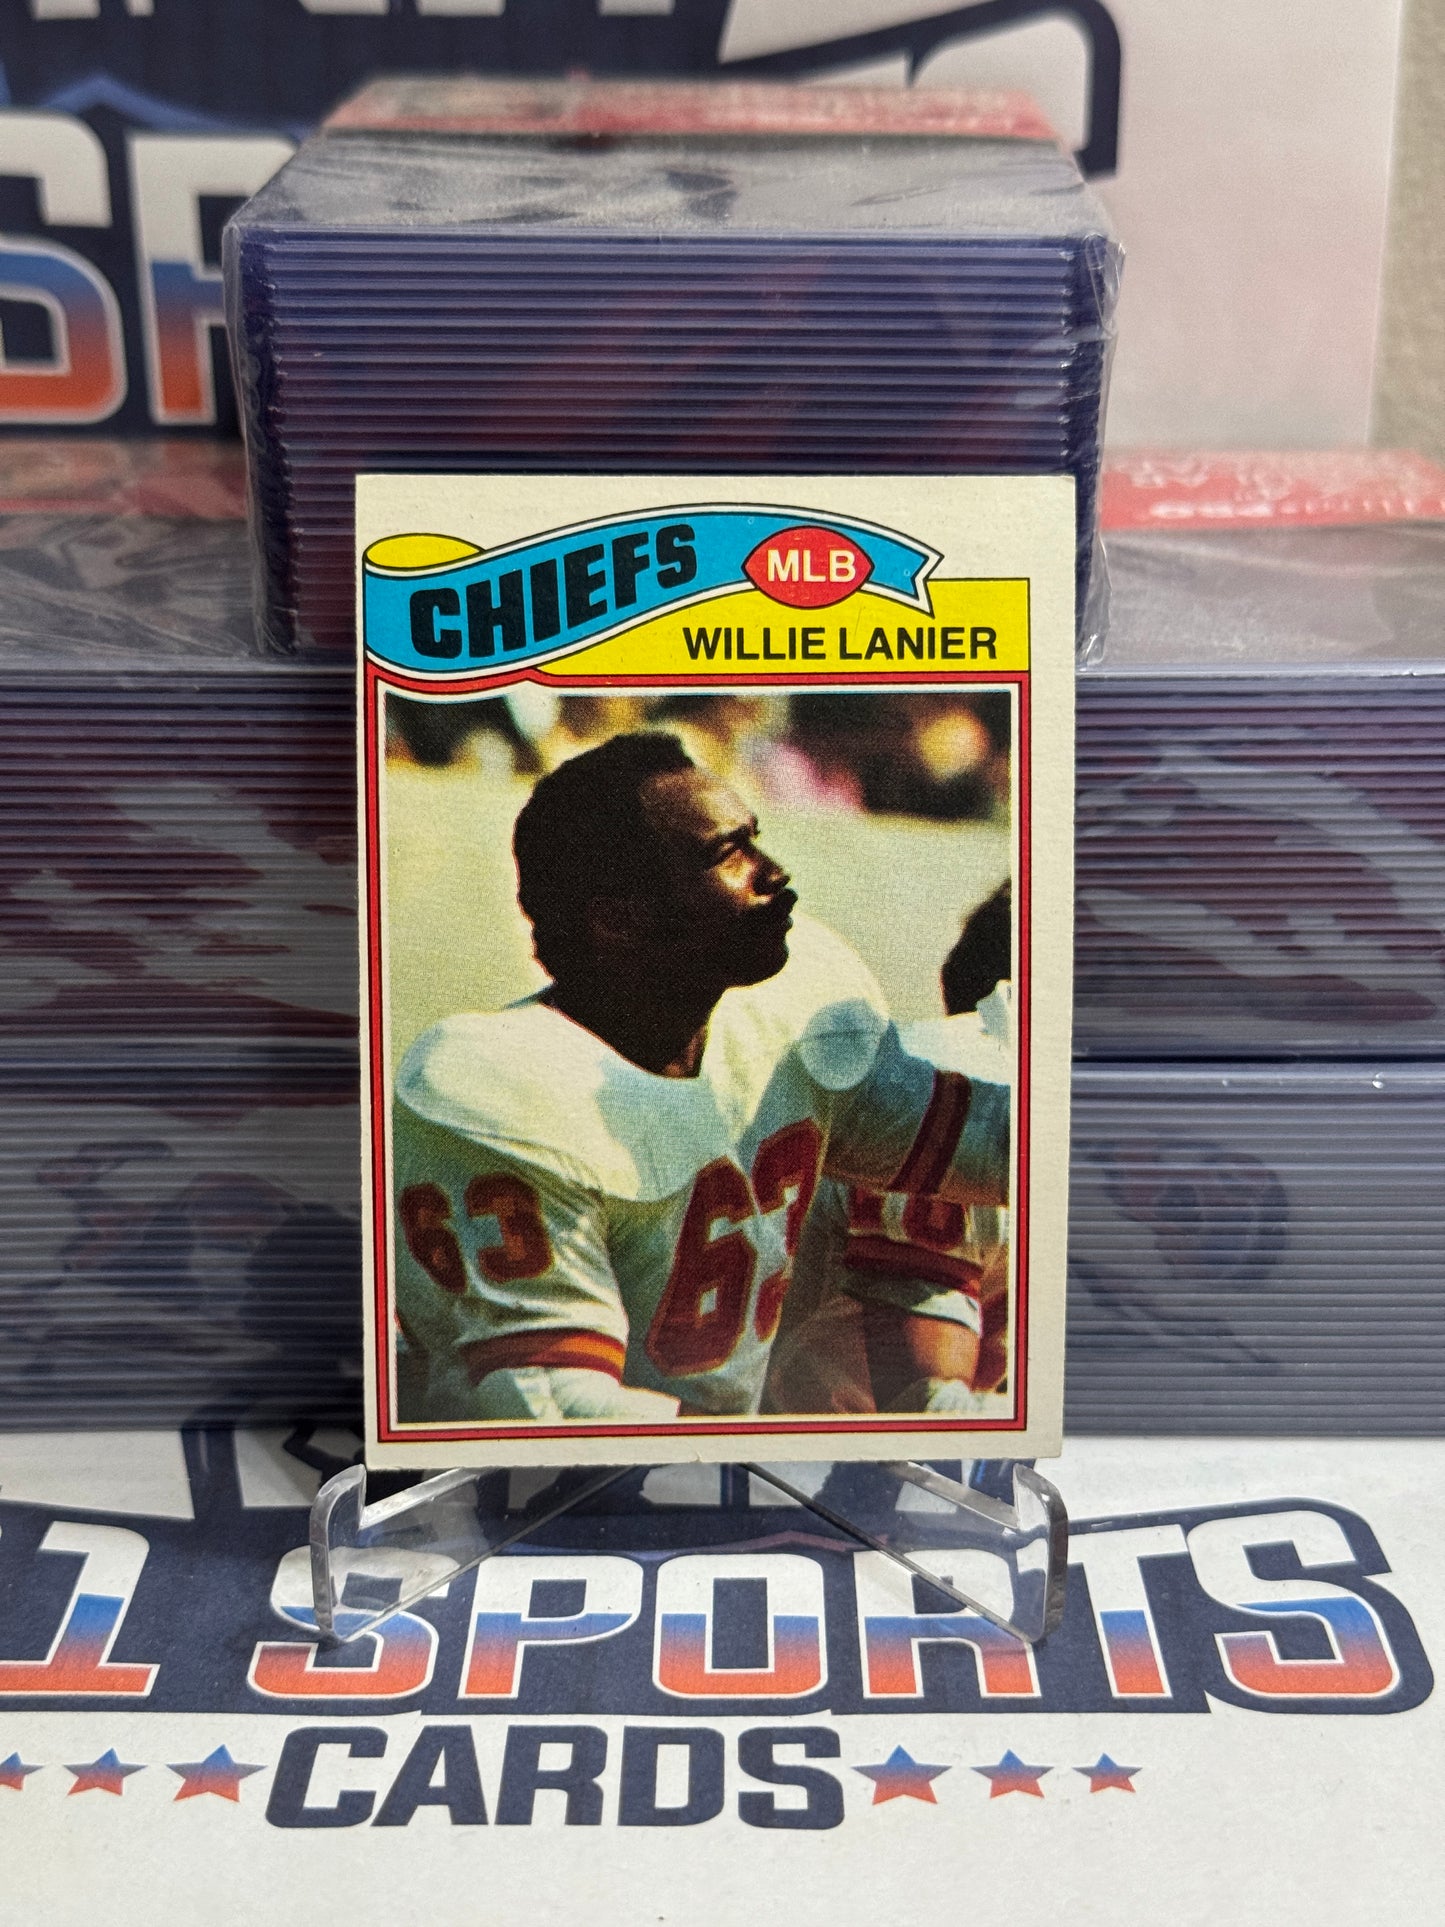 CHIEFS
MLB
WILLIE LANIER
63
63
1 SPORTS
CARDS